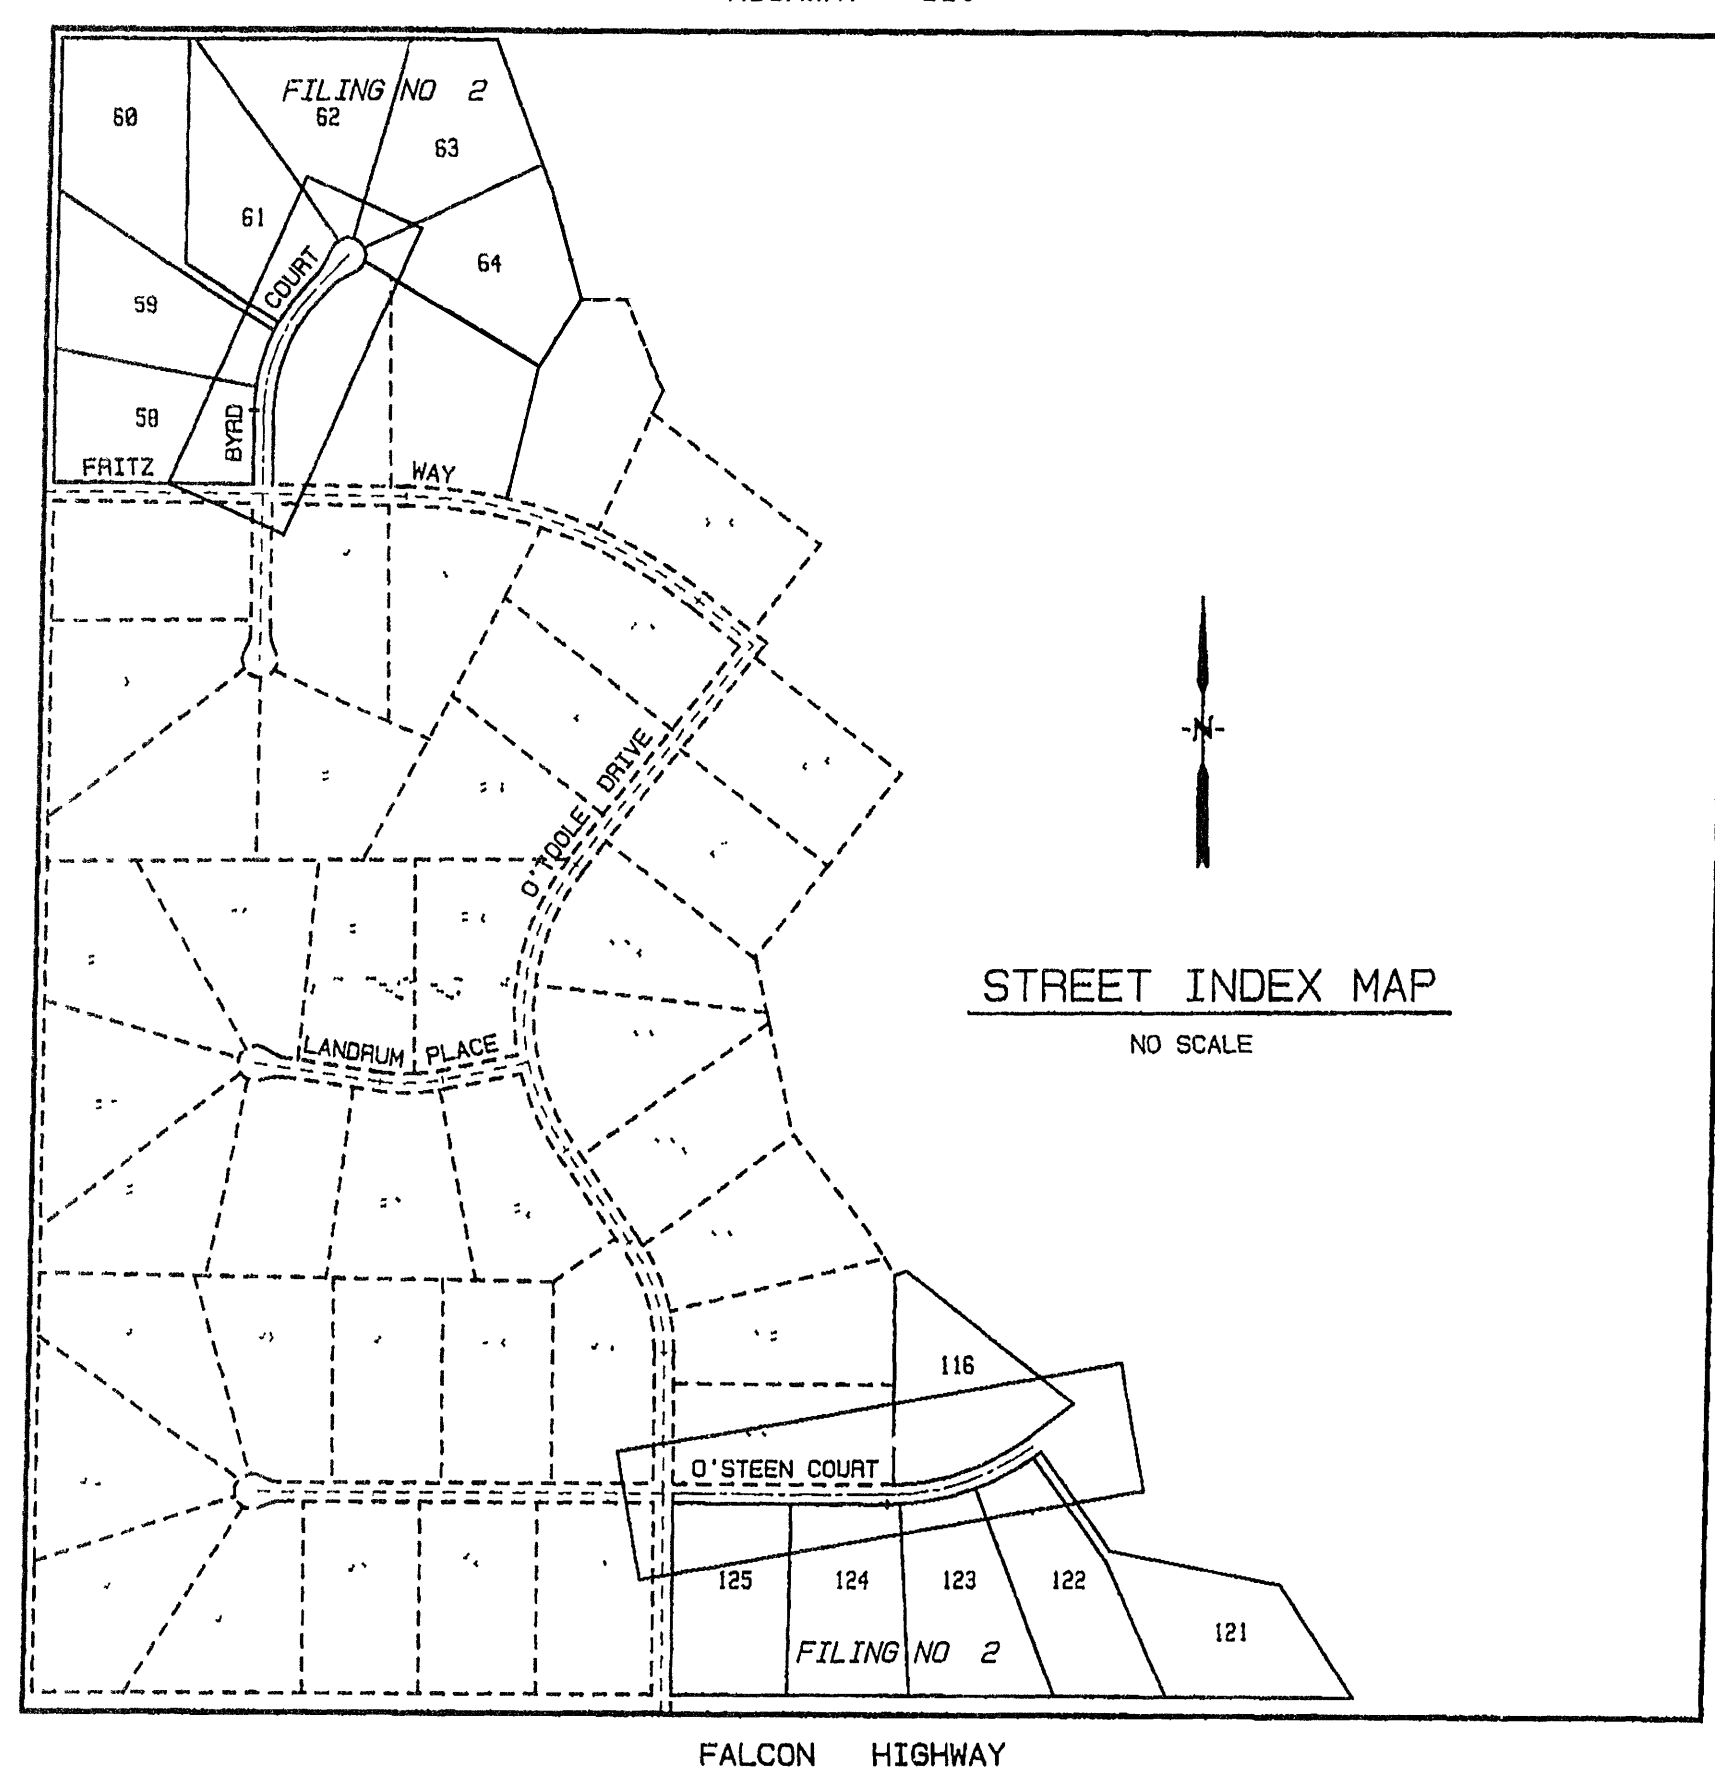 FILING NO 2
60
62
63
61
64
COURT
59
58
BYRD
FRITZ
WAY
O'TOOLE DRIVE
STREET INDEX MAP
NO SCALE
LANDRUM PLACE
116
O'STEEN COURT
125
124
123
122
121
FILING NO 2
FALCON HIGHWAY
N